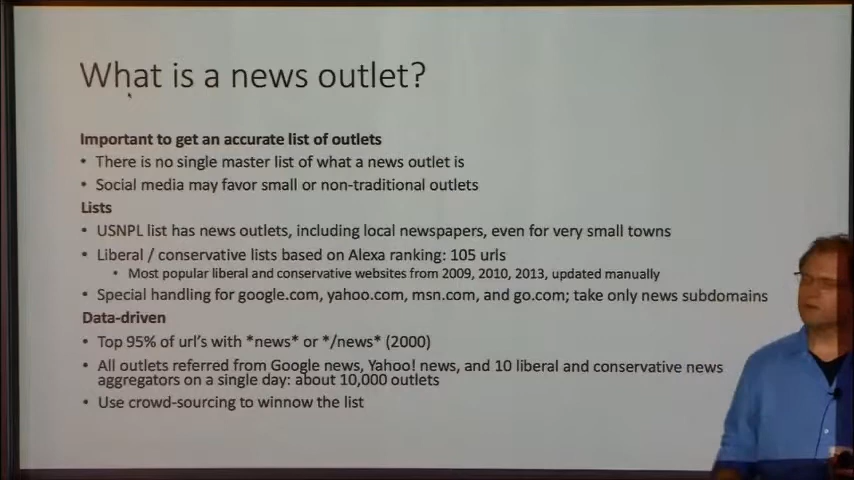 What is a news outlet?
Important to get an accurate list of outlets
• There is no single master list of what a news outlet is
• Social media may favor small or non-traditional outlets
Lists
• USNPL list has news outlets, including local newspapers, even for very small towns
• Liberal / conservative lists based on Alexa ranking: 105 urls
• Most popular liberal and conservative websites from 2009, 2010, 2013, updated manually
• Special handling for google.com, yahoo.com, msn.com, and go.com; take only news subdomains
Data-driven
• Top 95% of url's with *news* or */news* (2000)
• All outlets referred from Google news, Yahoo! news, and 10 liberal and conservative news
aggregators on a single day: about 10,000 outlets
• Use crowd-sourcing to winnow the list